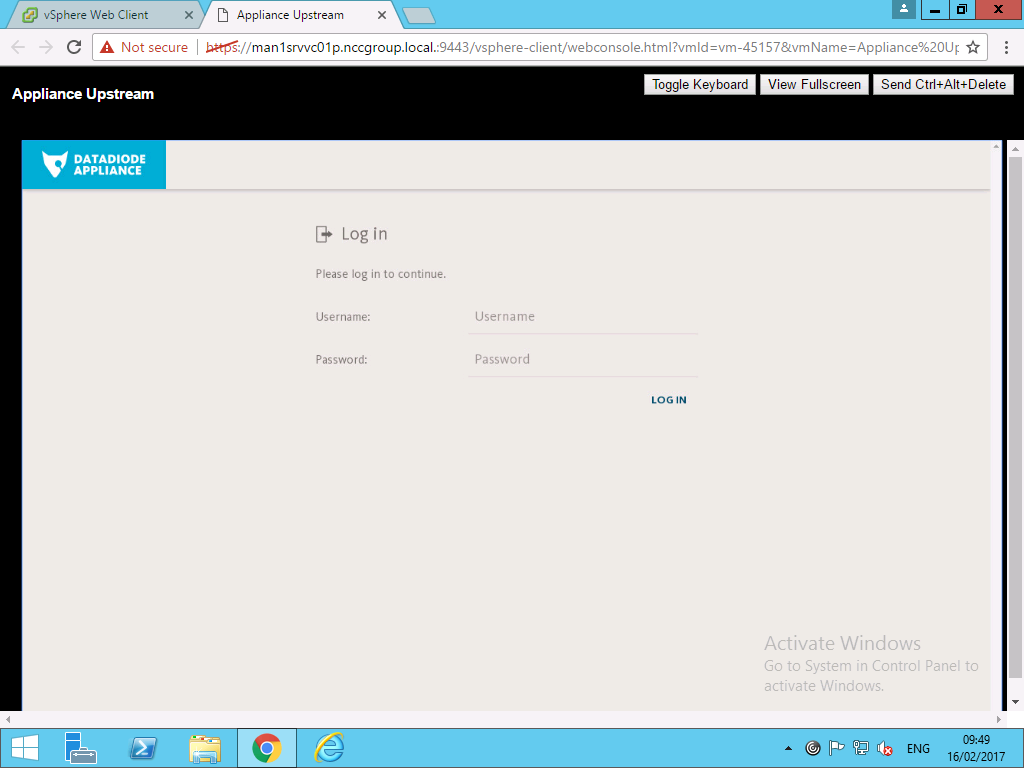 vSphere Web Client
Appliance Upstream
Not secure https://man1srvvc01p.nccgroup.local.:9443/vsphere-client/webconsole.html?vmId=vm-45157&vmName=Appliance%20Up
Appliance Upstream
Toggle Keyboard
View Fullscreen
Send Ctrl+Alt+Delete
DATADIODE
APPLIANCE
Log in
Please log in to continue.
Username: Username
Password: Password
LOG IN
Activate Windows
Go to System in Control Panel to
activate Windows.
ENG
09:49
16/02/2017